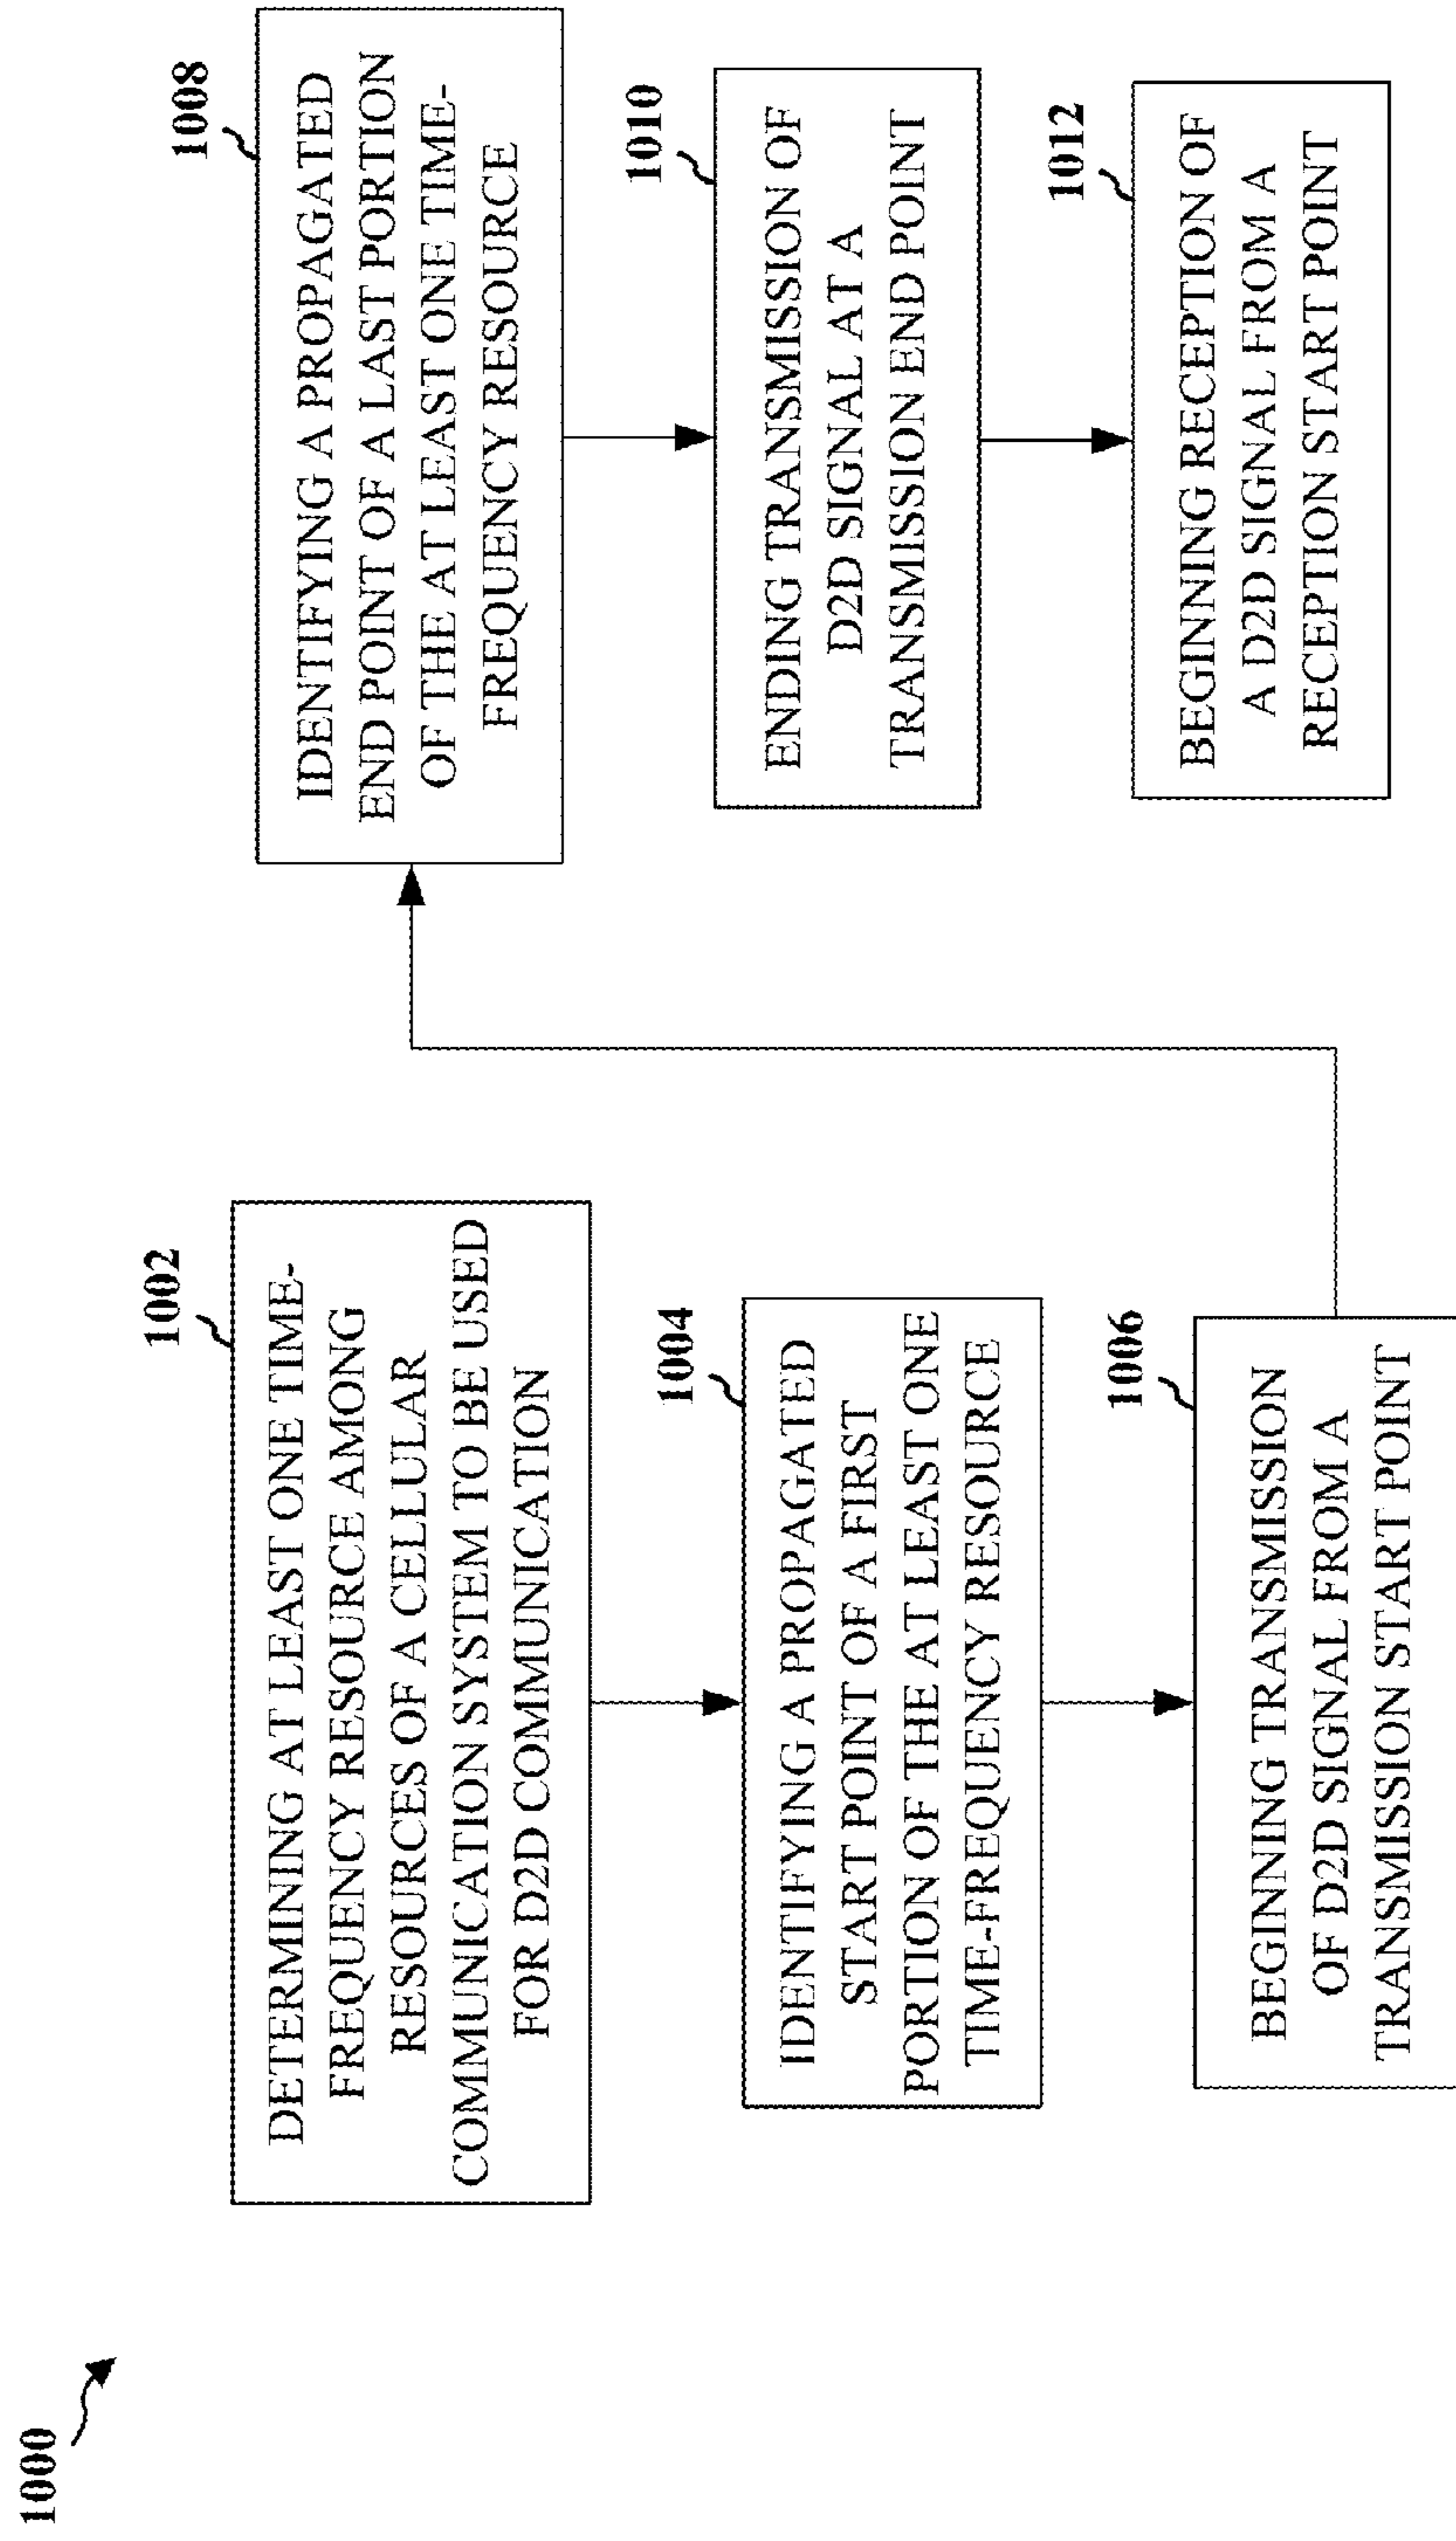 1000
1002
DETERMINING AT LEAST ONE TIME-
FREQUENCY RESOURCE AMONG
RESOURCES OF A CELLULAR
COMMUNICATION SYSTEM TO BE USED
FOR D2D COMMUNICATION
1004
IDENTIFYING A PROPAGATED
START POINT OF A FIRST
PORTION OF THE AT LEAST ONE
TIME-FREQUENCY RESOURCE
1006
BEGINNING TRANSMISSION
OF D2D SIGNAL FROM A
TRANSMISSION START POINT
1008
IDENTIFYING A PROPAGATED
END POINT OF A LAST PORTION
OF THE AT LEAST ONE TIME-
FREQUENCY RESOURCE
1010
ENDING TRANSMISSION OF
D2D SIGNAL AT A
TRANSMISSION END POINT
1012
BEGINNING RECEPTION OF
A D2D SIGNAL FROM A
RECEPTION START POINT